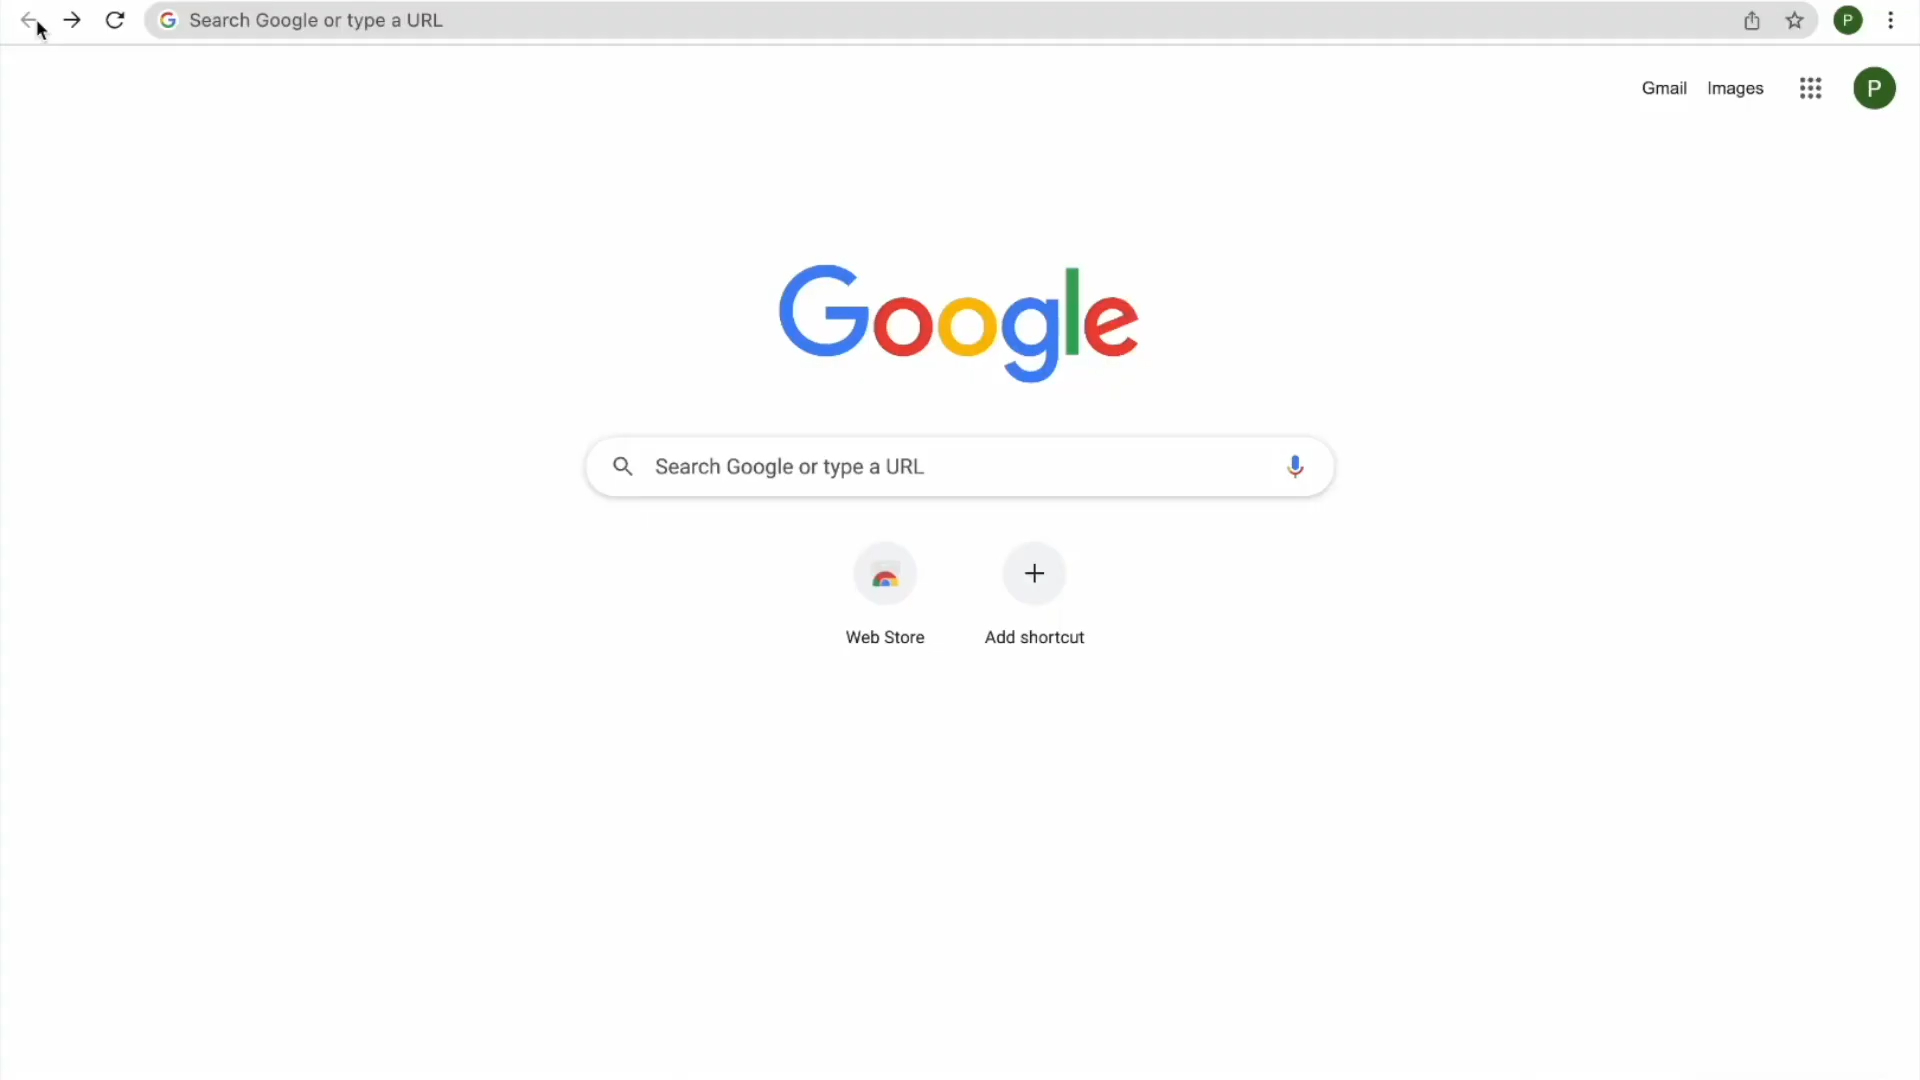 Search Google or type a URL
P
Gmail Images
P
Google
Search Google or type a URL
Web Store
Add shortcut